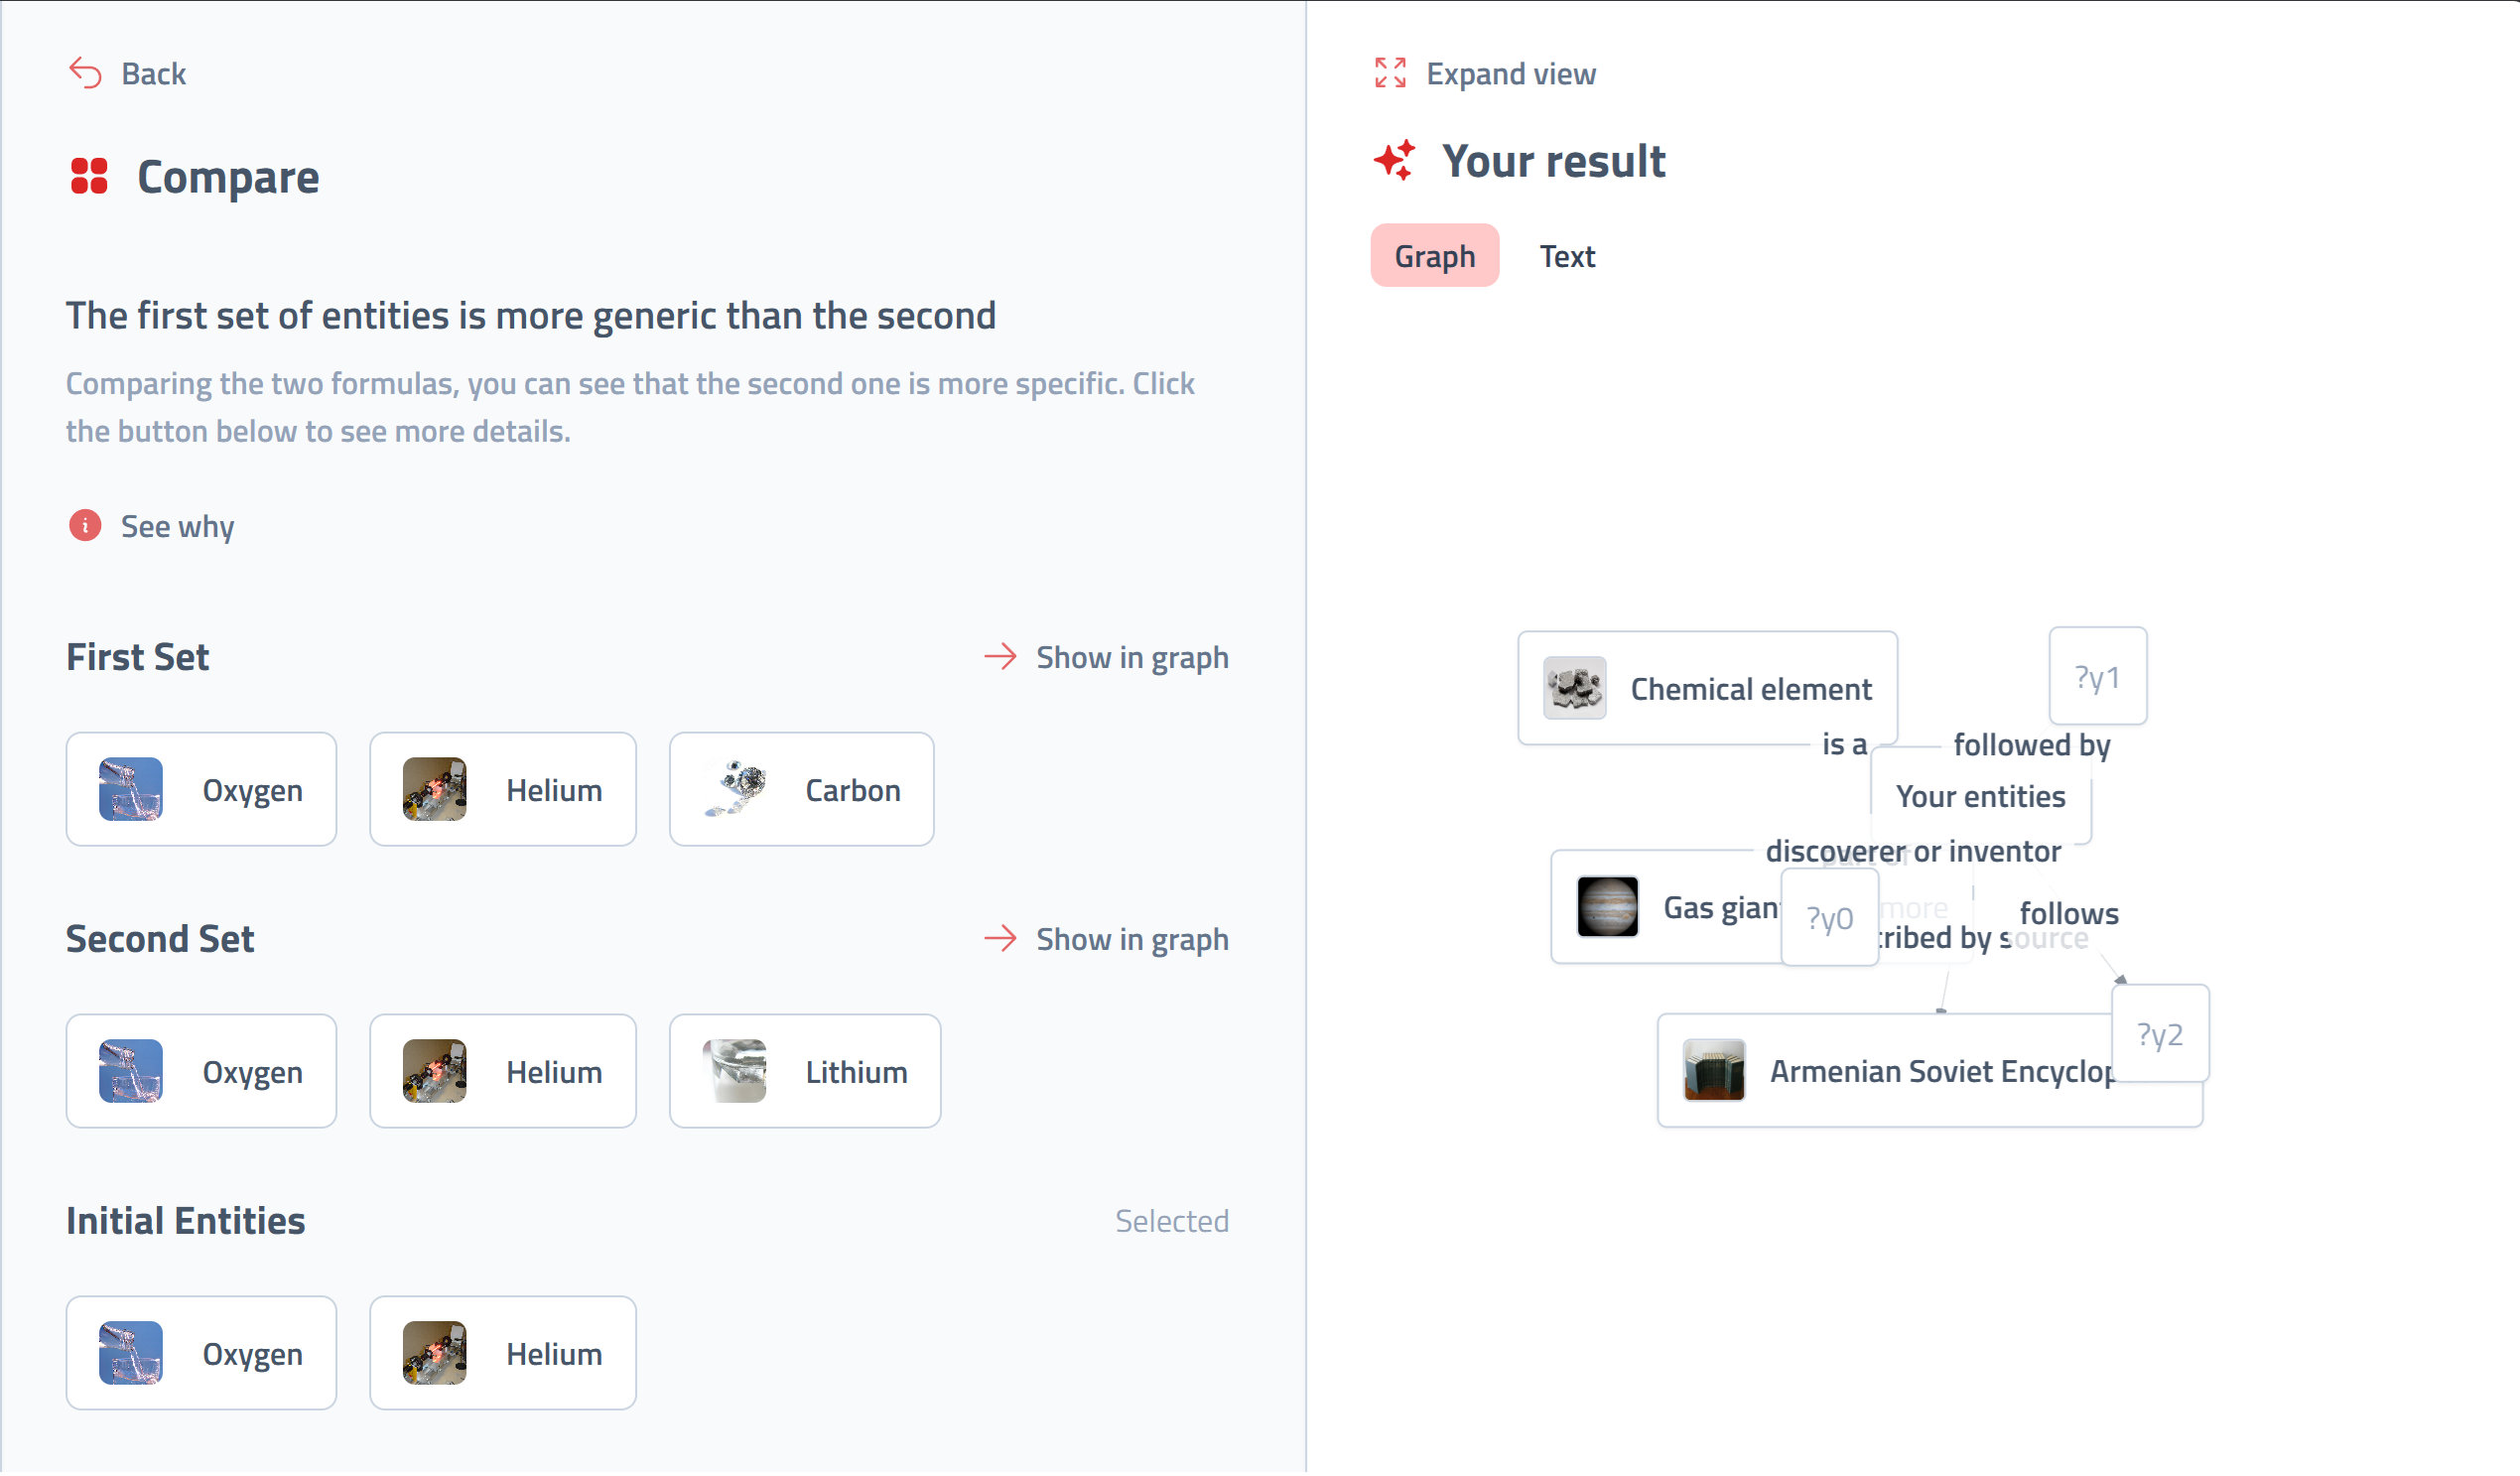 Back
Compare
The first set of entities is more generic than the second
Comparing the two formulas, you can see that the second one is more specific. Click
the button below to see more details.
See why
First Set
Show in graph
Oxygen
Helium
Carbon
Second Set
Show in graph
Oxygen
Helium
Lithium
Initial Entities
Selected
Oxygen
Helium
Expand view
Your result
Graph
Text
Chemical element
?y1
is a
followed by
Your entities
discoverer or inventor
part of
Gas giant
?y0
more
follows
source
?y2
Armenian Soviet